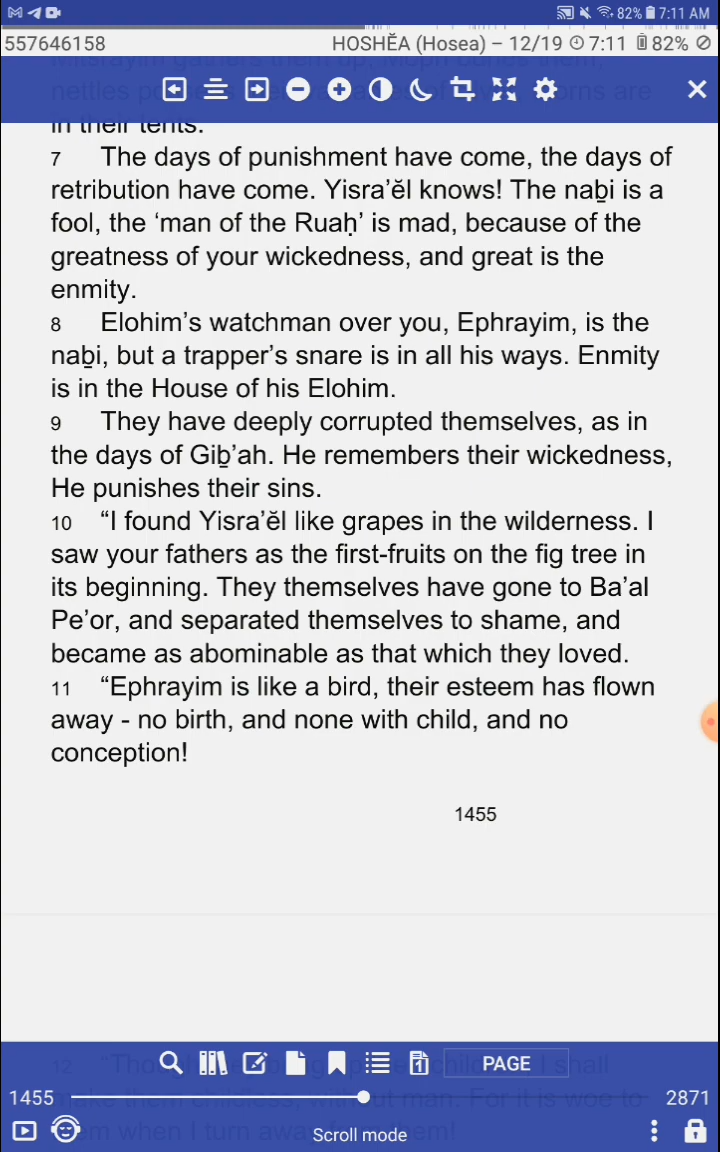 82% 7:11 AM
557646158 HOSHĔA (Hosea) – 12/19 7:11 82%
in their tents.
7 The days of punishment have come, the days of
retribution have come. Yisra’ĕl knows! The naḇi is a
fool, the ‘man of the Ruaḥ’ is mad, because of the
greatness of your wickedness, and great is the
enmity.
8 Elohim’s watchman over you, Ephrayim, is the
naḇi, but a trapper’s snare is in all his ways. Enmity
is in the House of his Elohim.
9 They have deeply corrupted themselves, as in
the days of Giḇ’ah. He remembers their wickedness,
He punishes their sins.
10 “I found Yisra’ĕl like grapes in the wilderness. I
saw your fathers as the first-fruits on the fig tree in
its beginning. They themselves have gone to Ba’al
Pe’or, and separated themselves to shame, and
became as abominable as that which they loved.
11 “Ephrayim is like a bird, their esteem has flown
away - no birth, and none with child, and no
conception!
1455
PAGE
1455 2871
Scroll mode